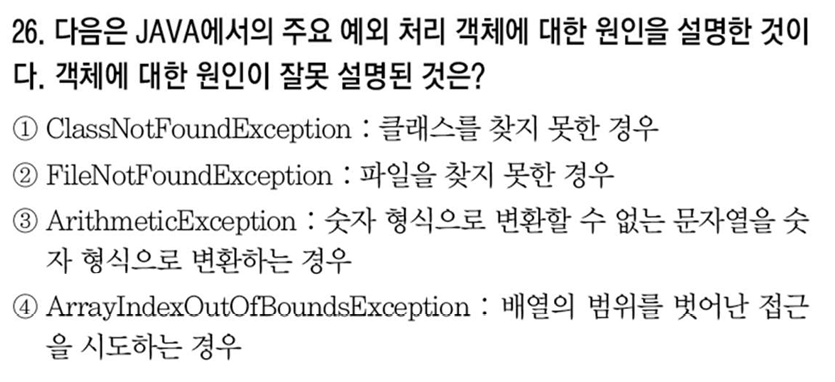 26. 다음은 JAVA에서의 주요 예외 처리 객체에 대한 원인을 설명한 것이
다. 객체에 대한 원인이 잘못 설명된 것은?
① ClassNotFoundException : 클래스를 찾지 못한 경우
② FileNotFoundException : 파일을 찾지 못한 경우
③ ArithmeticException : 숫자 형식으로 변환할 수 없는 문자열을 숫
자 형식으로 변환하는 경우
④ ArrayIndexOutOfBoundsException : 배열의 범위를 벗어난 접근
을 시도하는 경우